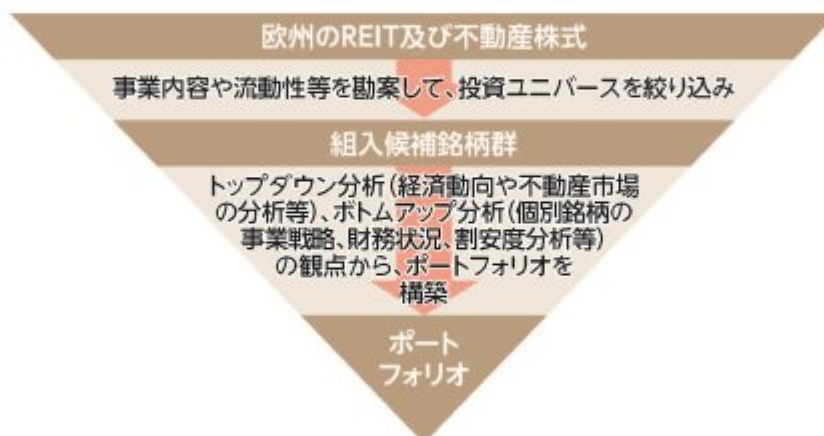 欧州のREIT及び不動産株式
事業内容や流動性等を勘案して、投資ユニバースを絞り込み
組入候補銘柄群
トップダウン分析(経済動向や不動産市場
の分析等)、ボトムアップ分析(個別銘柄の
事業戦略、財務状況、割安度分析等)
の観点から、ポートフォリオを
構築
ポート
フォリオ